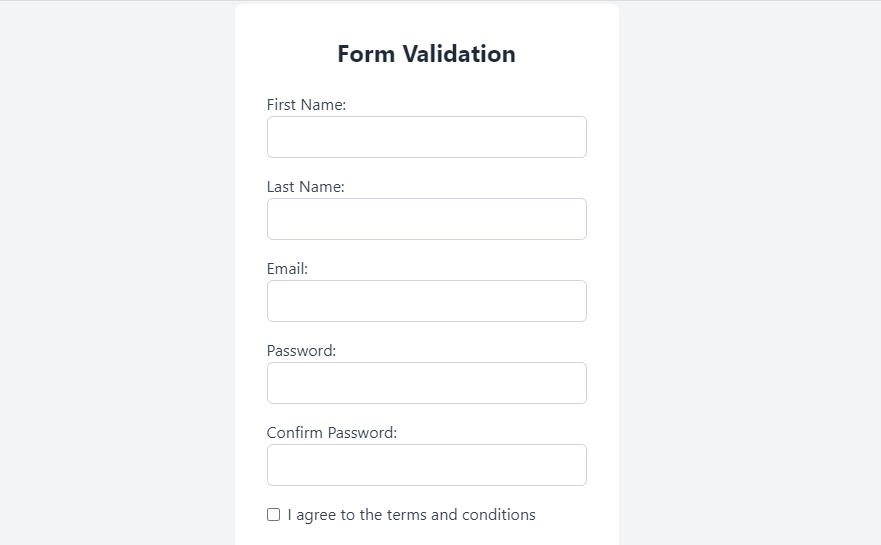 Form Validation
First Name:
Last Name:
Email:
Password:
Confirm Password:
I agree to the terms and conditions